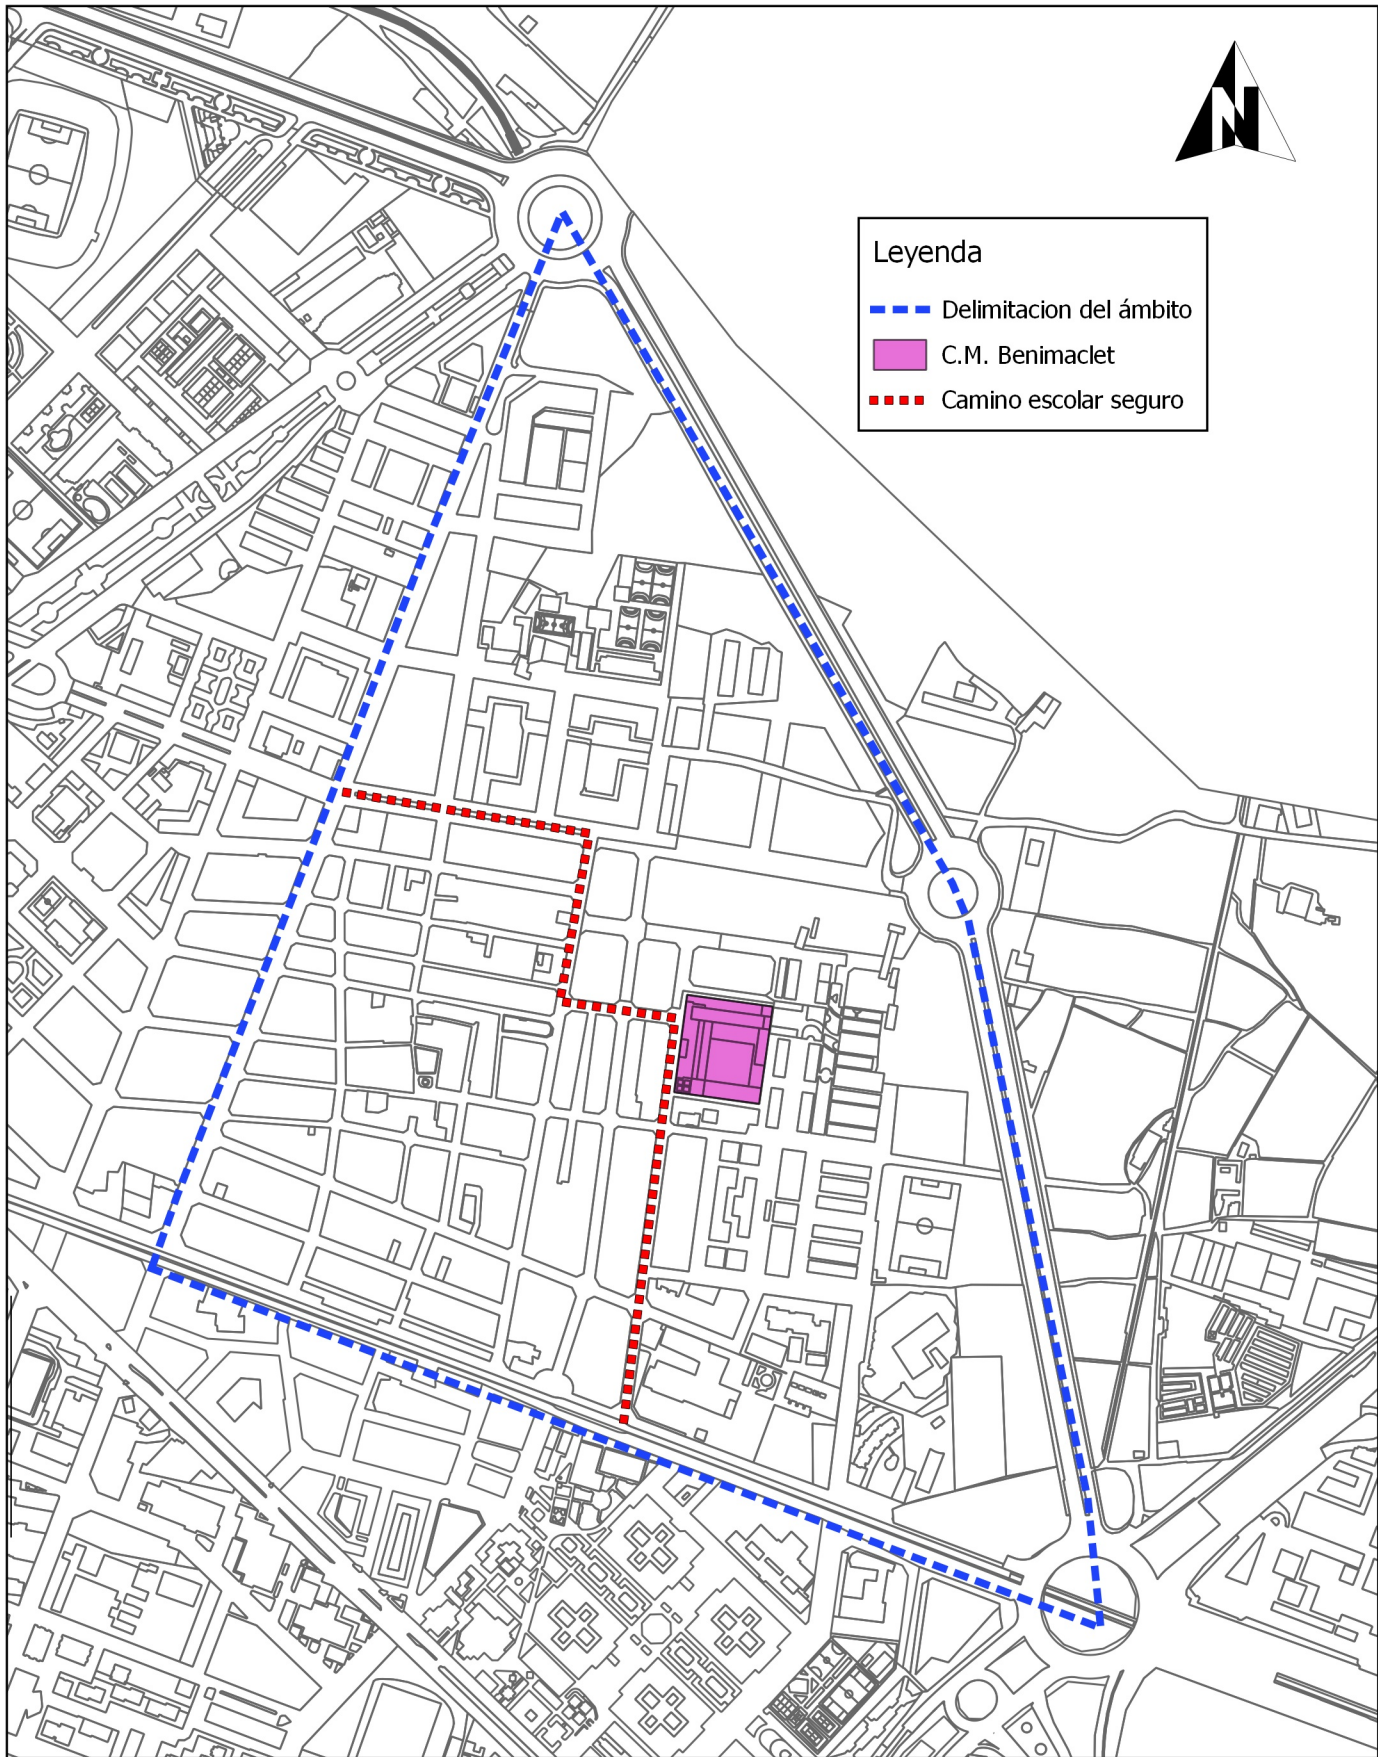 N
Leyenda
Delimitacion del ámbito
C.M. Benimaclet
Camino escolar seguro